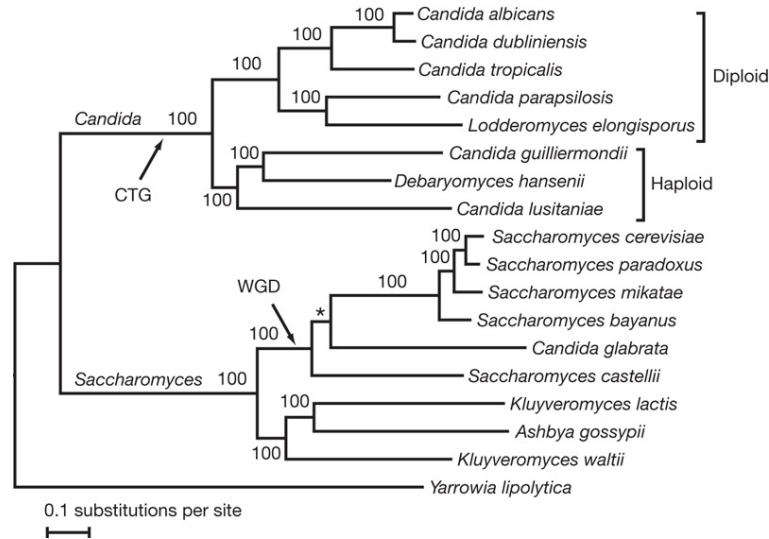 100 Candida albicans
100 Candida dubliniensis
100 Candida tropicalis
Diploid
100 Candida parapsilosis
Candida 100
Lodderomyces elongisporus
100 Candida guilliermondii
CTG
Debaryomyces hansenii
Haploid
100 Candida lusitaniae
100 Saccharomyces cerevisiae
100 Saccharomyces paradoxus
WGD 100 Saccharomyces mikatae
* Saccharomyces bayanus
100 Candida glabrata
Saccharomyces 100 Saccharomyces castellii
100 Kluyveromyces lactis
Ashbya gossypii
100 Kluyveromyces waltii
Yarrowia lipolytica
0.1 substitutions per site